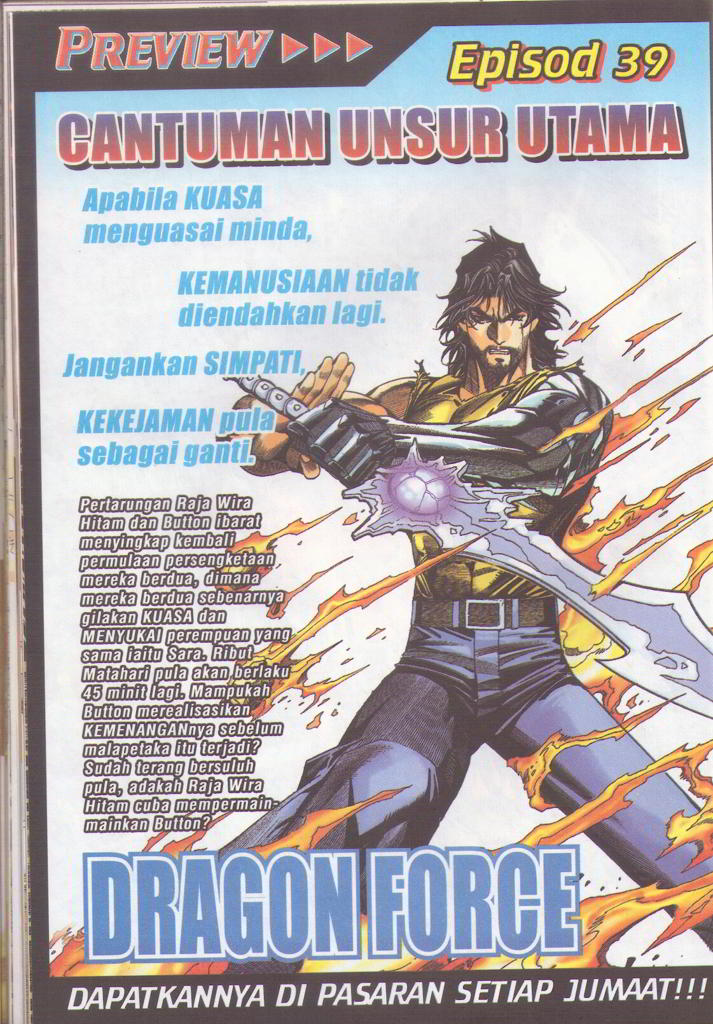 PREVIEW
Episod 39
CANTUMAN UNSUR UTAMA
Apabila KUASA
menguasai minda,
KEMANUSIAAN tidak
diendahkan lagi.
Jangankan SIMPATI,
KEKEJAMAN pula
sebagai ganti.
Pertarungan Raja Wira
Hitam dan Button ibarat
menyingkap kembali
permulaan persengketaan
mereka berdua, dimana
mereka berdua sebenarnya
gilakan KUASA dan
MENYUKAI perempuan yang
sama iaitu Sara. Ribut
Matahari pula akan berlaku
45 minit lagi. Mampukah
Button merealisasikan
KEMENANGANnya sebelum
malapetaka itu terjadi?
Sudah terang bersuluh
pula, adakah Raja Wira
Hitam cuba mempermain-
mainkan Button?
DRAGON FORCE
DAPATKANNYA DI PASARAN SETIAP JUMAAT!!!